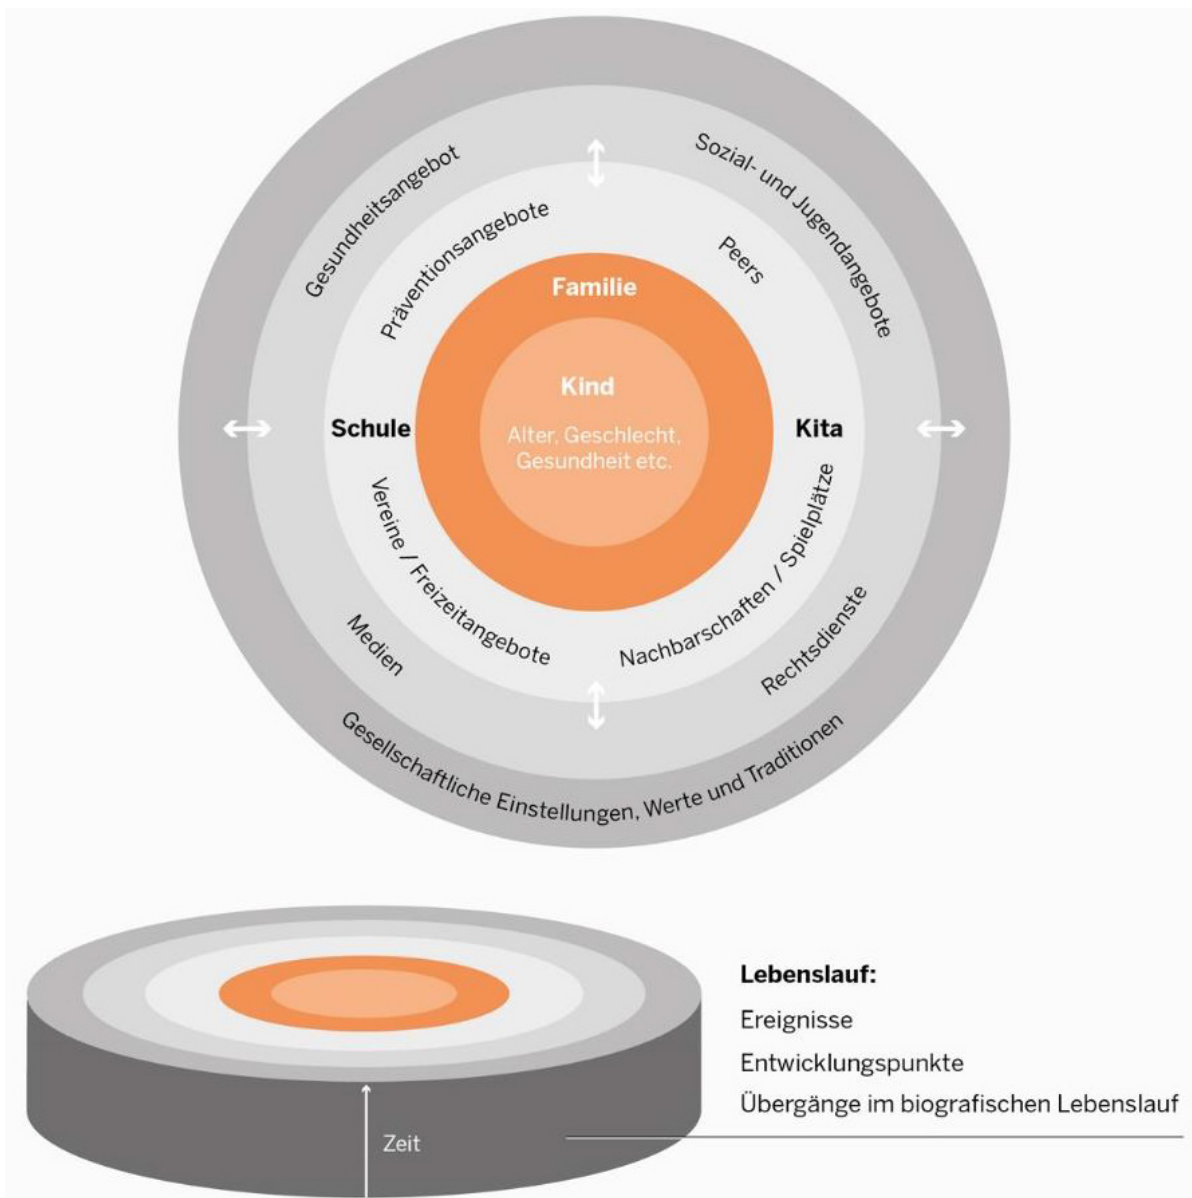 Gesundheitsangebot
Sozial- und Jugendangebote
Präventionsangebote
Peers
Familie
Kind
Alter, Geschlecht,
Gesundheit etc.
Schule
Kita
Vereine / Freizeitangebote
Nachbarschaften / Spielplätze
Medien
Rechtsdienste
Gesellschaftliche Einstellungen, Werte und Traditionen
Lebenslauf:
Ereignisse
Entwicklungspunkte
Übergänge im biografischen Lebenslauf
Zeit